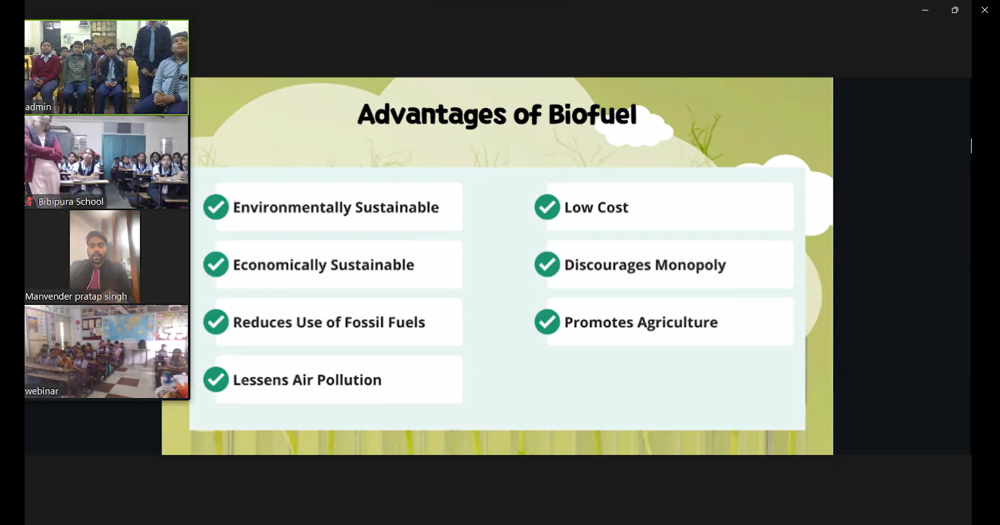 admin
Bibipura School
Manvender pratap singh
webinar
Advantages of Biofuel
Environmentally Sustainable
Economically Sustainable
Reduces Use of Fossil Fuels
Lessens Air Pollution
Low Cost
Discourages Monopoly
Promotes Agriculture